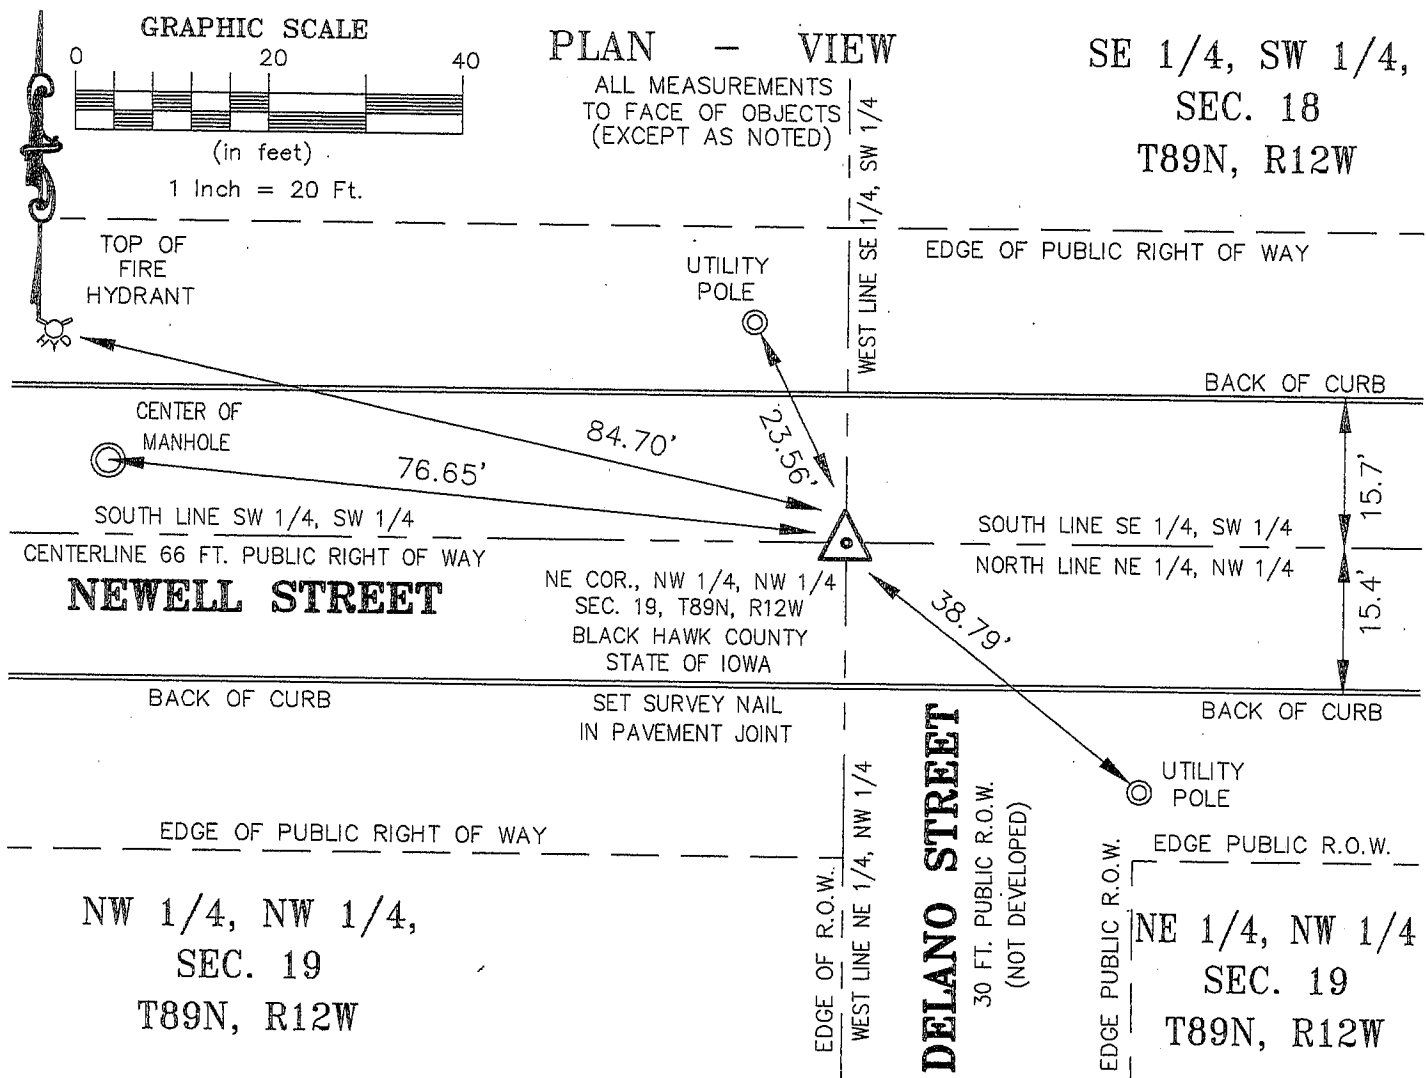 GRAPHIC SCALE
0 20 40
(in feet)
1 Inch = 20 Ft.
PLAN - VIEW
ALL MEASUREMENTS
TO FACE OF OBJECTS
(EXCEPT AS NOTED)
SE 1/4, SW 1/4,
SEC. 18
T89N, R12W
WEST LINE SE 1/4, SW 1/4
TOP OF
FIRE
HYDRANT
HYD
UTILITY
POLE
EDGE OF PUBLIC RIGHT OF WAY
BACK OF CURB
CENTER OF
MANHOLE
84.70'
76.65'
23.56'
15.7'
SOUTH LINE SW 1/4, SW 1/4
SOUTH LINE SE 1/4, SW 1/4
CENTERLINE 66 FT. PUBLIC RIGHT OF WAY
NORTH LINE NE 1/4, NW 1/4
NEWELL STREET
NE COR., NW 1/4, NW 1/4
SEC. 19, T89N, R12W
BLACK HAWK COUNTY
STATE OF IOWA
38.79'
15.4'
BACK OF CURB
SET SURVEY NAIL
IN PAVEMENT JOINT
BACK OF CURB
UTILITY
POLE
EDGE OF PUBLIC RIGHT OF WAY
EDGE PUBLIC R.O.W.
NW 1/4, NW 1/4,
SEC. 19
T89N, R12W
EDGE OF R.O.W.
WEST LINE NE 1/4, NW 1/4
DELANO STREET
30 FT. PUBLIC R.O.W.
(NOT DEVELOPED)
EDGE PUBLIC R.O.W.
NE 1/4, NW 1/4
SEC. 19
T89N, R12W